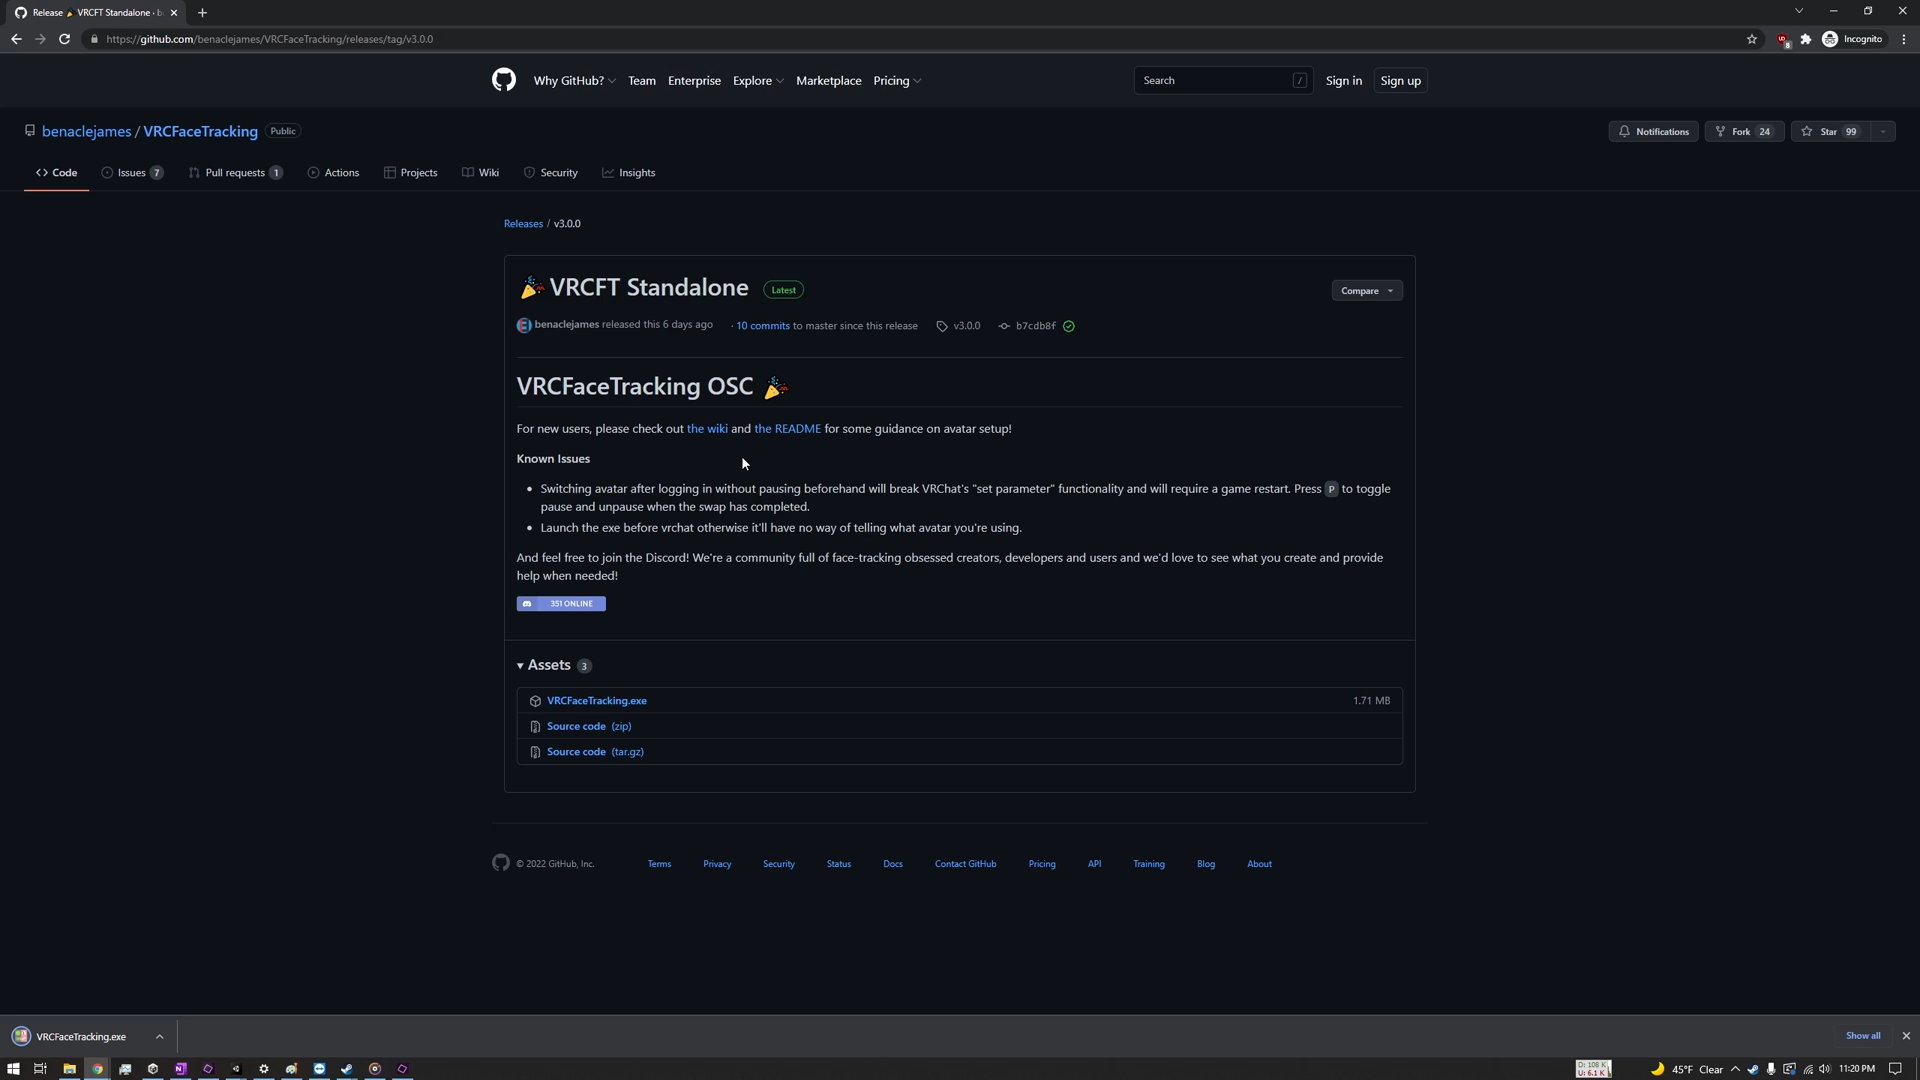 Release 🎉 VRCFT Standalone · b
https://github.com/benaclejames/VRCFaceTracking/releases/tag/v3.0.0
8
Incognito
Why GitHub? Team Enterprise Explore Marketplace Pricing
Search /
Sign in Sign up
benaclejames / VRCFaceTracking Public
Notifications Fork 24 Star 99
Code Issues 7 Pull requests 1 Actions Projects Wiki Security Insights
Releases / v3.0.0
🎉 VRCFT Standalone Latest
Compare
benaclejames released this 6 days ago · 10 commits to master since this release v3.0.0 b7cdb8f
VRCFaceTracking OSC 🎉
For new users, please check out the wiki and the README for some guidance on avatar setup!
Known Issues
• Switching avatar after logging in without pausing beforehand will break VRChat's "set parameter" functionality and will require a game restart. Press P to toggle
pause and unpause when the swap has completed.
• Launch the exe before vrchat otherwise it'll have no way of telling what avatar you're using.
And feel free to join the Discord! We're a community full of face-tracking obsessed creators, developers and users and we'd love to see what you create and provide
help when needed!
351 ONLINE
Assets 3
VRCFaceTracking.exe 1.71 MB
Source code (zip)
Source code (tar.gz)
© 2022 GitHub, Inc. Terms Privacy Security Status Docs Contact GitHub Pricing API Training Blog About
VRCFaceTracking.exe
Show all
D: 108 K
U: 6.1 K
45°F Clear
11:20 PM